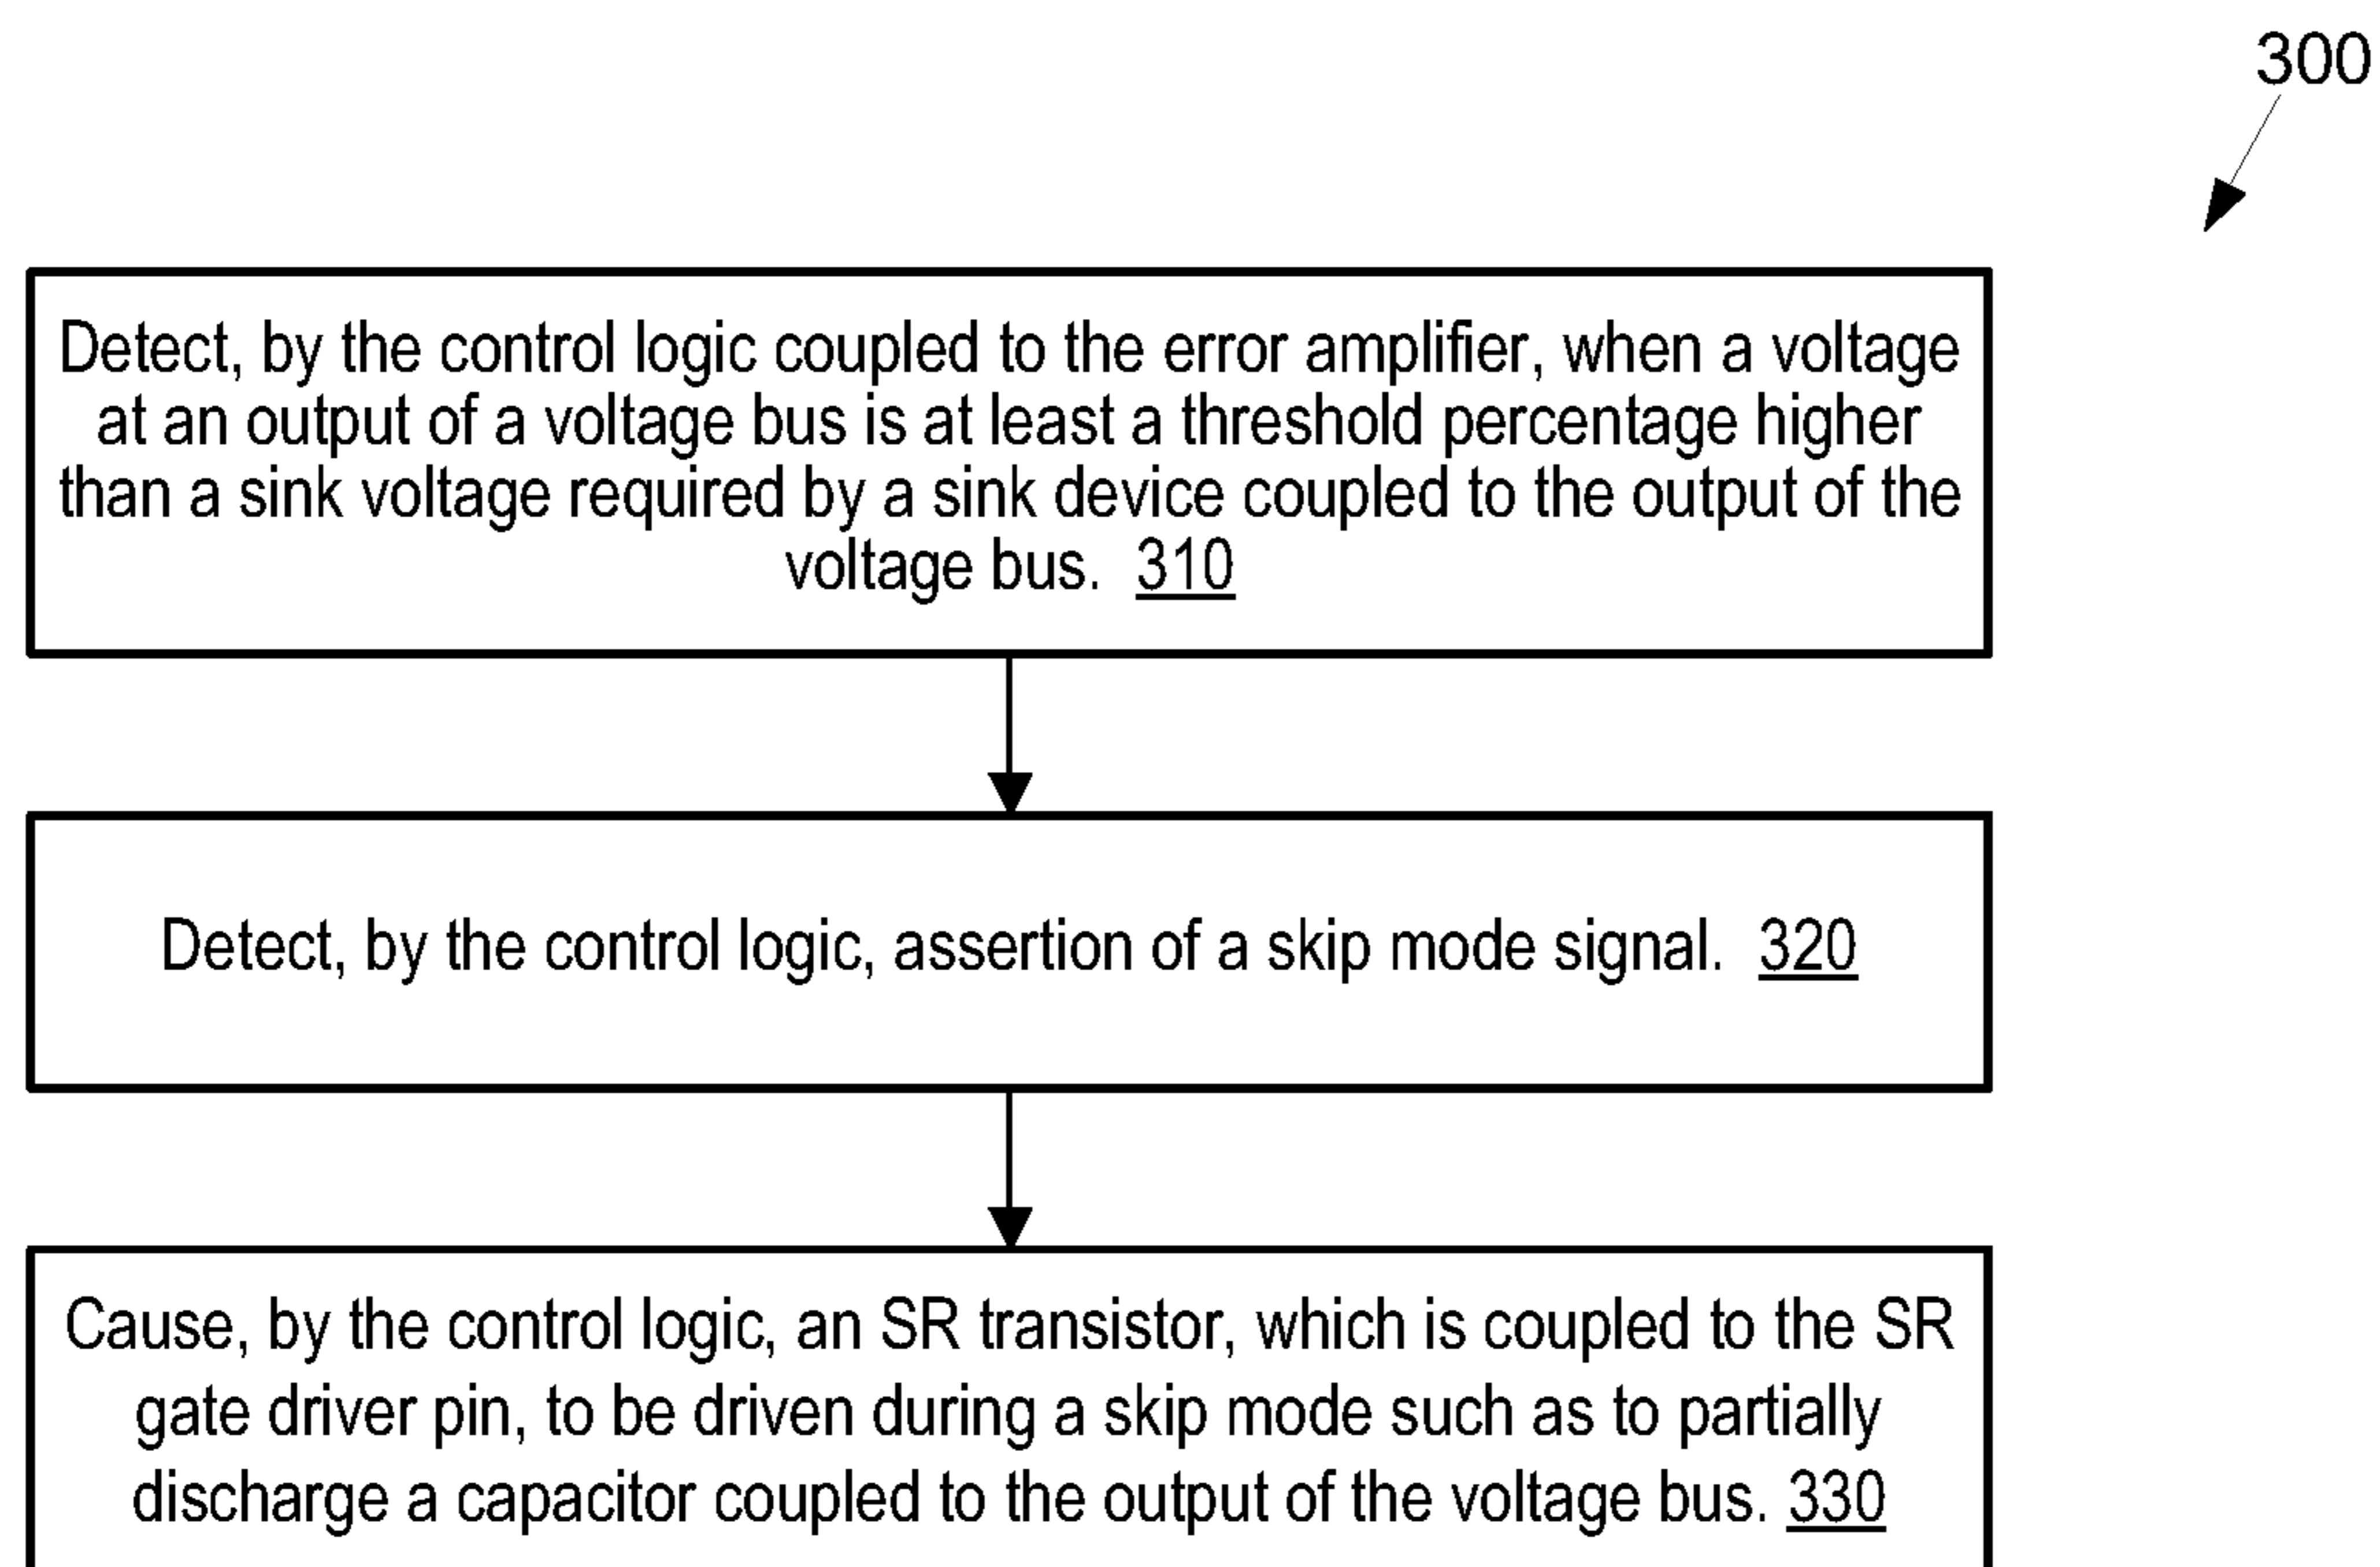 300
Detect, by the control logic coupled to the error amplifier, when a voltage
at an output of a voltage bus is at least a threshold percentage higher
than a sink voltage required by a sink device coupled to the output of the
voltage bus. 310
Detect, by the control logic, assertion of a skip mode signal. 320
Cause, by the control logic, an SR transistor, which is coupled to the SR
gate driver pin, to be driven during a skip mode such as to partially
discharge a capacitor coupled to the output of the voltage bus. 330